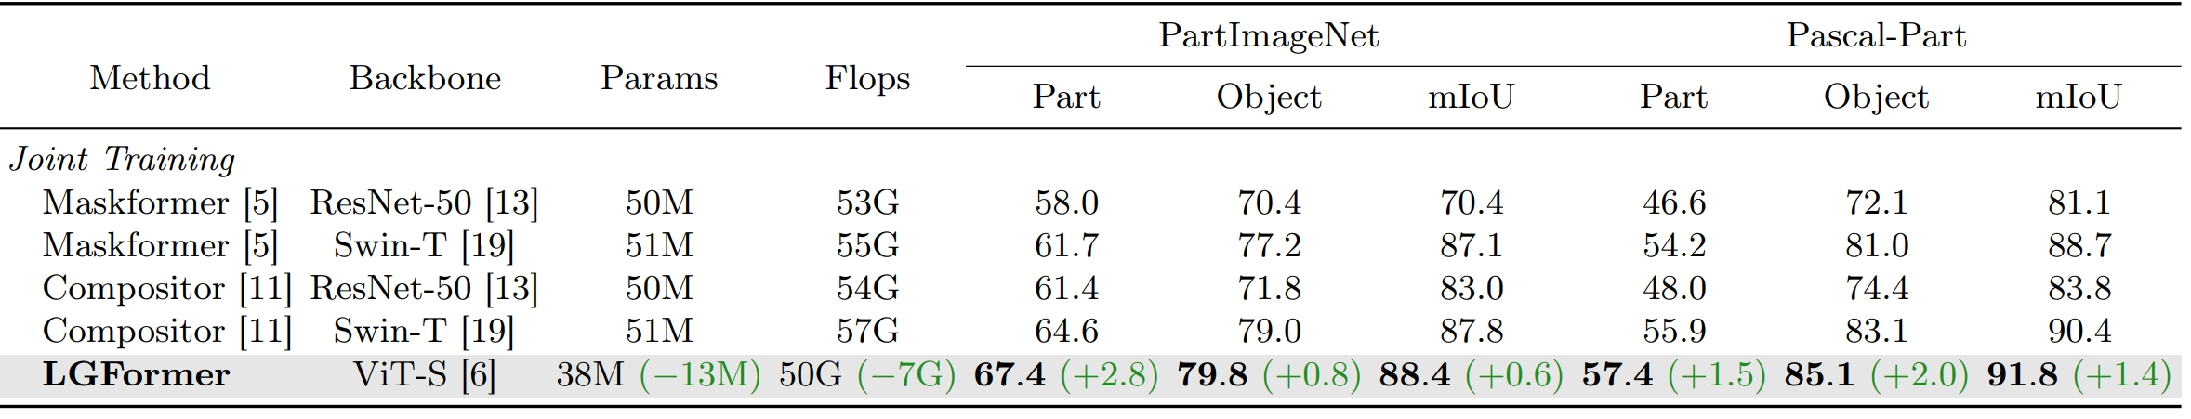 PartImageNet Pascal-Part
Method Backbone Params Flops
Part Object mIoU Part Object mIoU
Joint Training
Maskformer [5] ResNet-50 [13] 50M 53G 58.0 70.4 70.4 46.6 72.1 81.1
Maskformer [5] Swin-T [19] 51M 55G 61.7 77.2 87.1 54.2 81.0 88.7
Compositor [11] ResNet-50 [13] 50M 54G 61.4 71.8 83.0 48.0 74.4 83.8
Compositor [11] Swin-T [19] 51M 57G 64.6 79.0 87.8 55.9 83.1 90.4
LGFormer ViT-S [6] 38M (−13M) 50G (−7G) 67.4 (+2.8) 79.8 (+0.8) 88.4 (+0.6) 57.4 (+1.5) 85.1 (+2.0) 91.8 (+1.4)